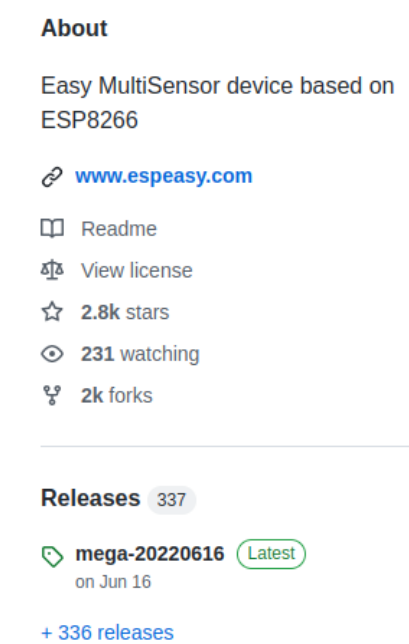 About
Easy MultiSensor device based on
ESP8266
www.espeasy.com
Readme
View license
2.8k stars
231 watching
2k forks
Releases 337
mega-20220616 Latest
on Jun 16
+ 336 releases